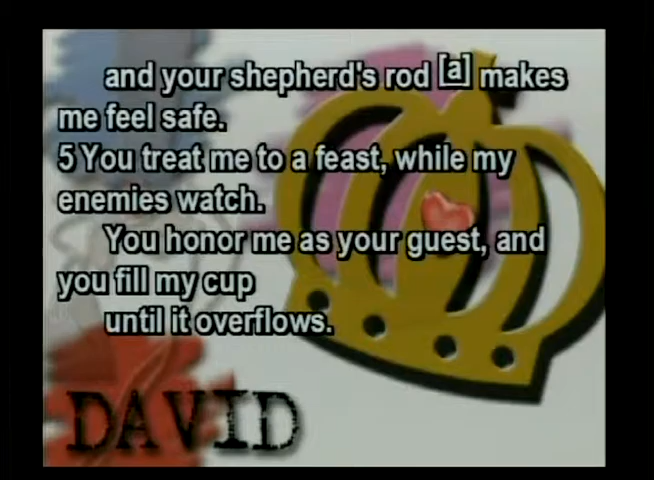 and your shepherd's rod [a] makes
me feel safe.
5 You treat me to a feast, while my
enemies watch.
You honor me as your guest, and
you fill my cup
until it overflows.
DAVID